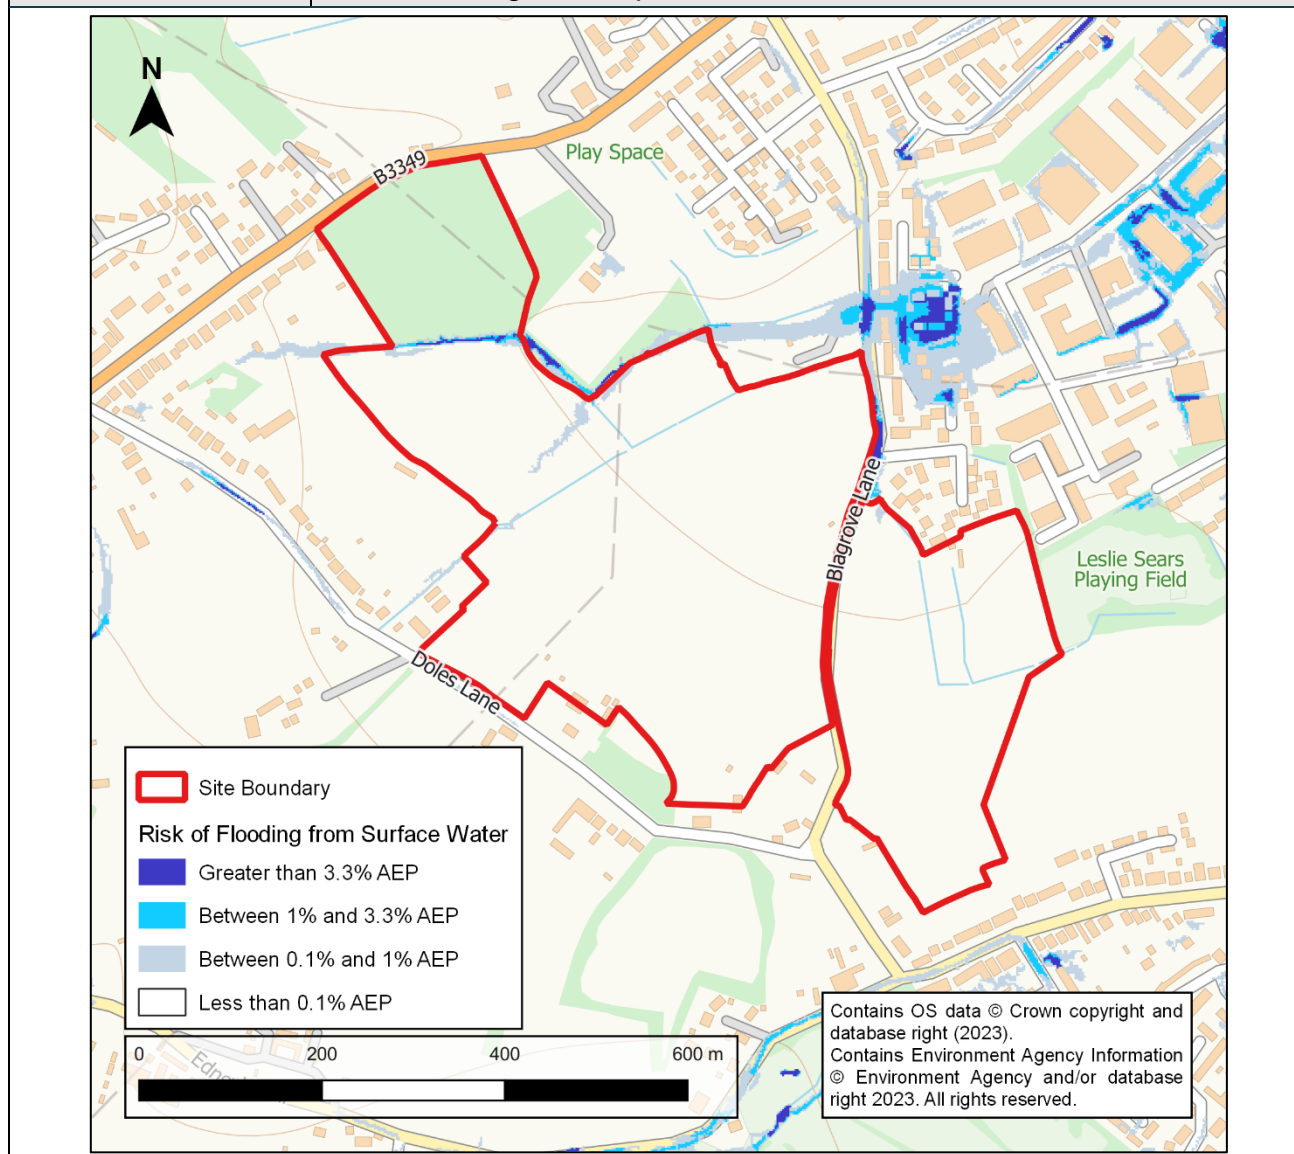 N
B3349
Play Space
Blagrove Lane
Leslie Sears
Playing Field
Doles Lane
Site Boundary
Risk of Flooding from Surface Water
Greater than 3.3% AEP
Between 1% and 3.3% AEP
Between 0.1% and 1% AEP
Less than 0.1% AEP
0 200 400 600 m
Contains OS data © Crown copyright and
database right (2023).
Contains Environment Agency Information
© Environment Agency and/or database
right 2023. All rights reserved.